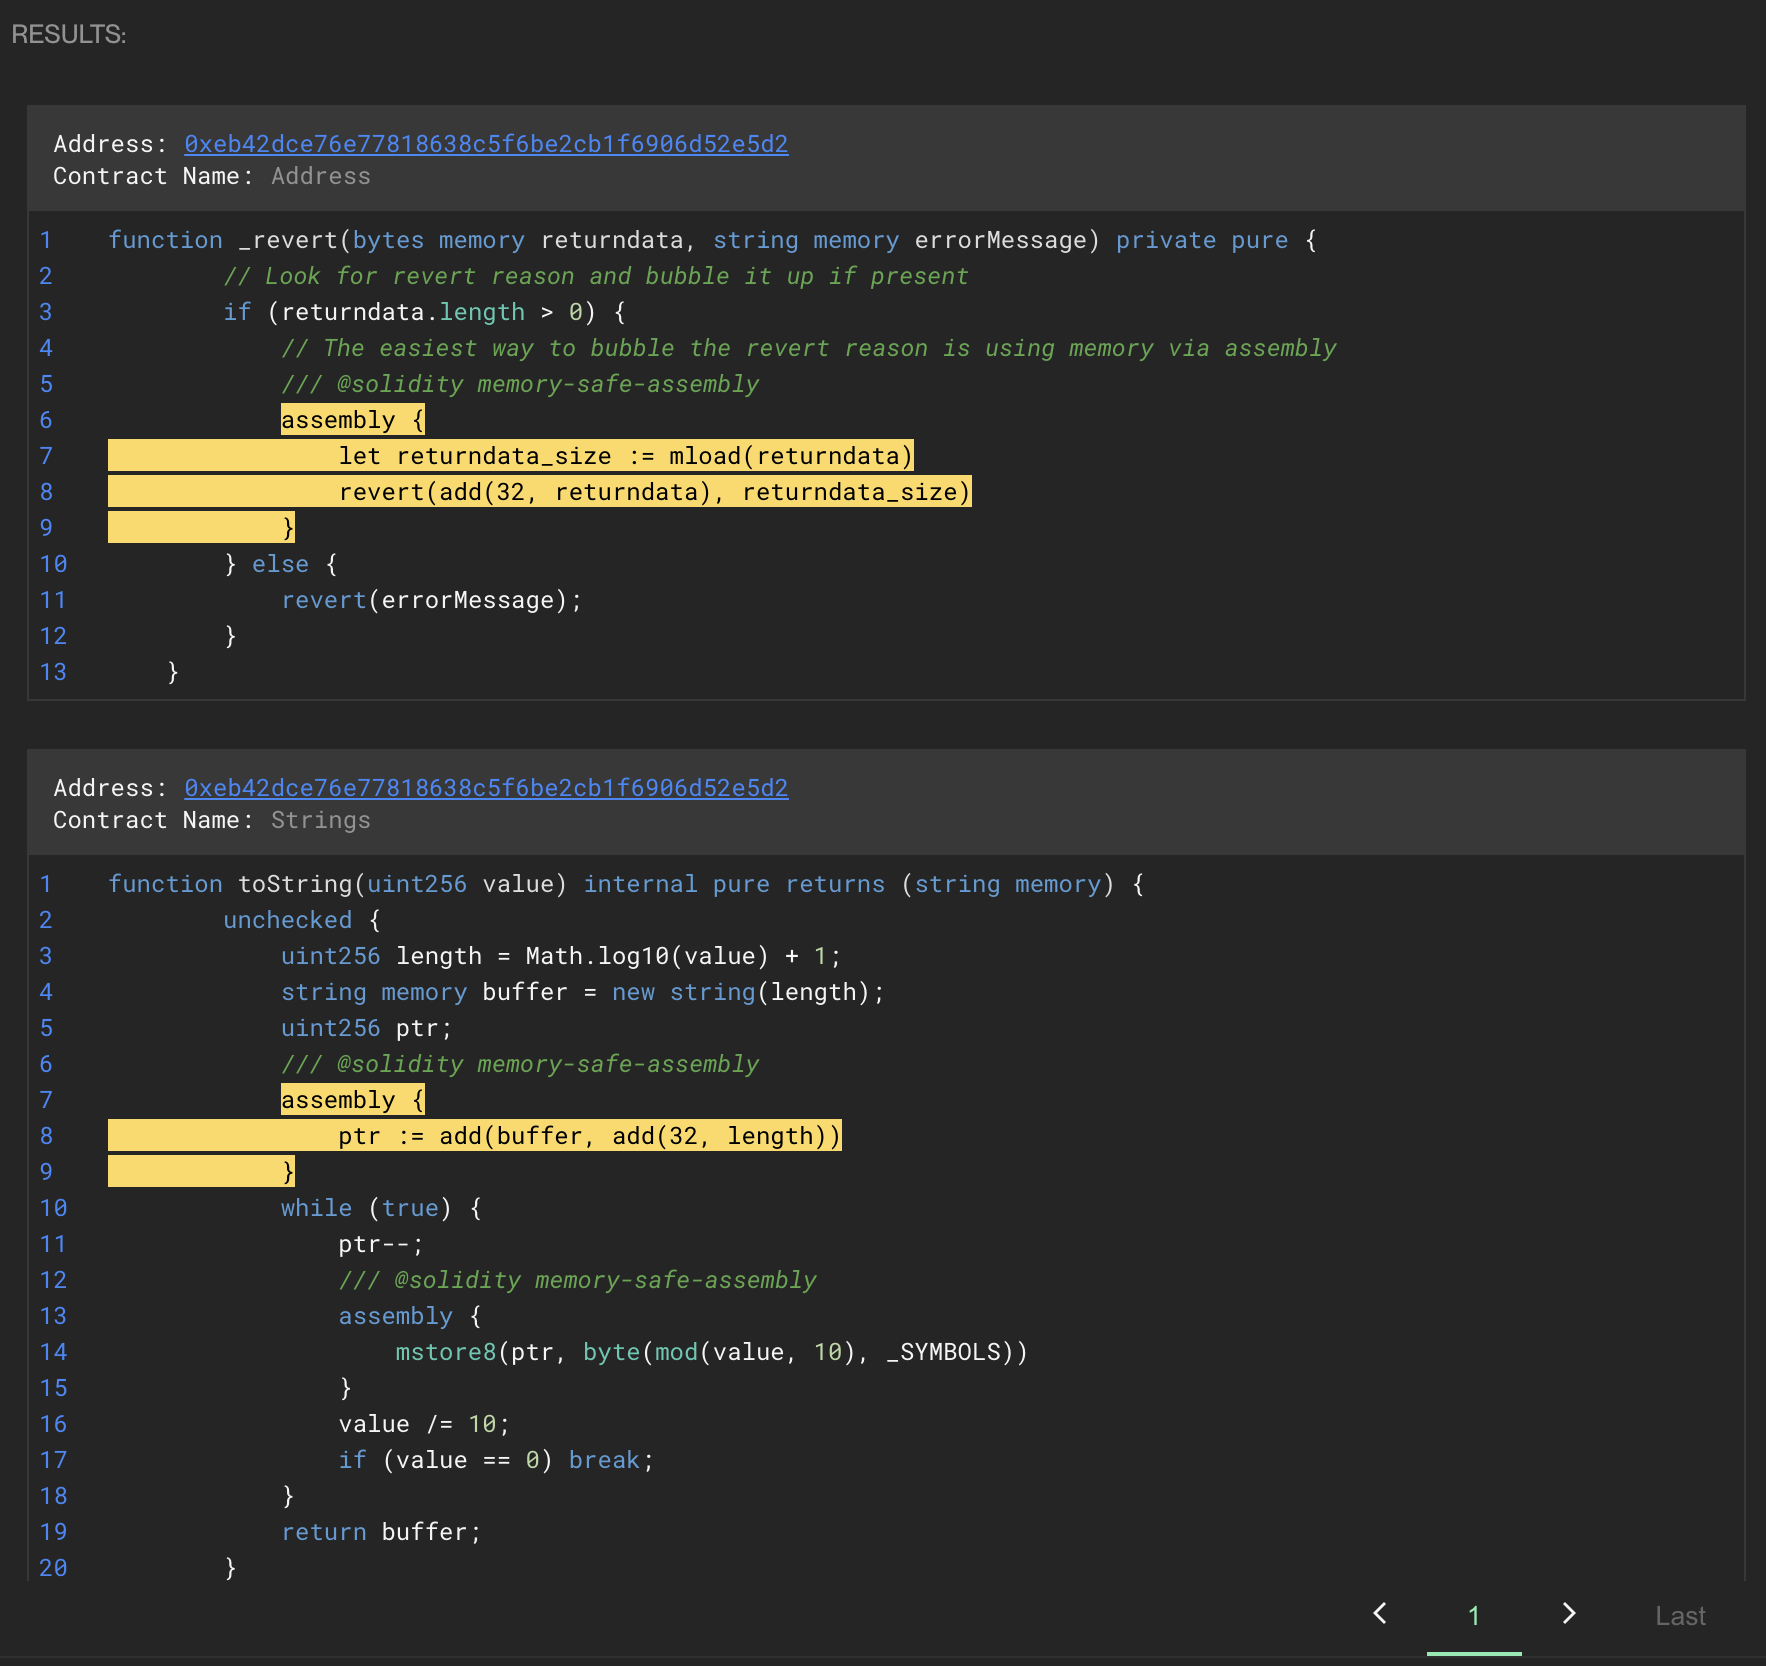 RESULTS:
Address: 0xeb42dce76e77818638c5f6be2cb1f6906d52e5d2
Contract Name: Address
1 function _revert(bytes memory returndata, string memory errorMessage) private pure {
2 // Look for revert reason and bubble it up if present
3 if (returndata.length > 0) {
4 // The easiest way to bubble the revert reason is using memory via assembly
5 /// @solidity memory-safe-assembly
6 assembly {
7 let returndata_size := mload(returndata)
8 revert(add(32, returndata), returndata_size)
9 }
10 } else {
11 revert(errorMessage);
12 }
13 }
Address: 0xeb42dce76e77818638c5f6be2cb1f6906d52e5d2
Contract Name: Strings
1 function toString(uint256 value) internal pure returns (string memory) {
2 unchecked {
3 uint256 length = Math.log10(value) + 1;
4 string memory buffer = new string(length);
5 uint256 ptr;
6 /// @solidity memory-safe-assembly
7 assembly {
8 ptr := add(buffer, add(32, length))
9 }
10 while (true) {
11 ptr--;
12 /// @solidity memory-safe-assembly
13 assembly {
14 mstore8(ptr, byte(mod(value, 10), _SYMBOLS))
15 }
16 value /= 10;
17 if (value == 0) break;
18 }
19 return buffer;
20 }
1 Last